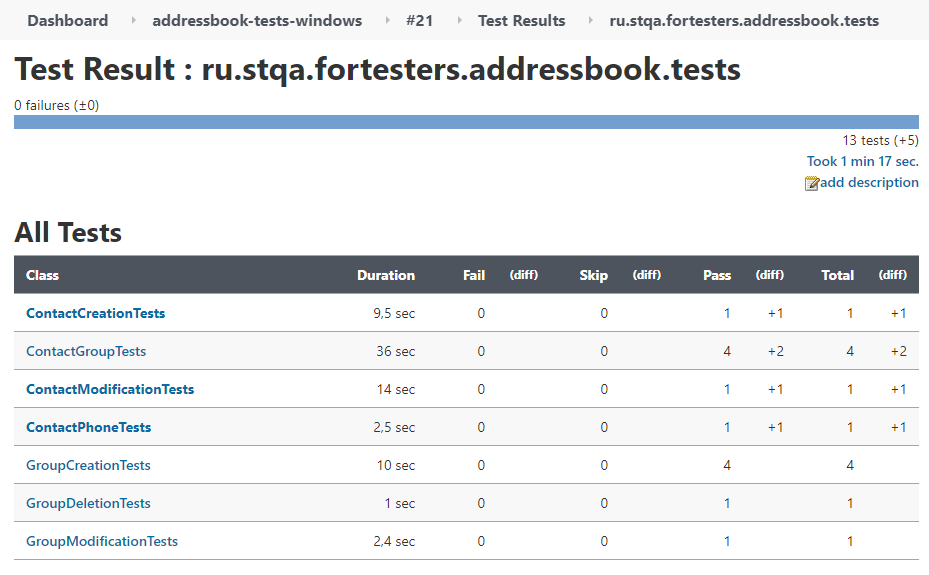 Dashboard addressbook-tests-windows #21 Test Results ru.stqa.fortesters.addressbook.tests
Test Result : ru.stqa.fortesters.addressbook.tests
0 failures (±0)
13 tests (+5)
Took 1 min 17 sec.
add description
All Tests
Class Duration Fail (diff) Skip (diff) Pass (diff) Total (diff)
ContactCreationTests 9,5 sec 0 0 1 +1 1 +1
ContactGroupTests 36 sec 0 0 4 +2 4 +2
ContactModificationTests 14 sec 0 0 1 +1 1 +1
ContactPhoneTests 2,5 sec 0 0 1 +1 1 +1
GroupCreationTests 10 sec 0 0 4 4
GroupDeletionTests 1 sec 0 0 1 1
GroupModificationTests 2,4 sec 0 0 1 1